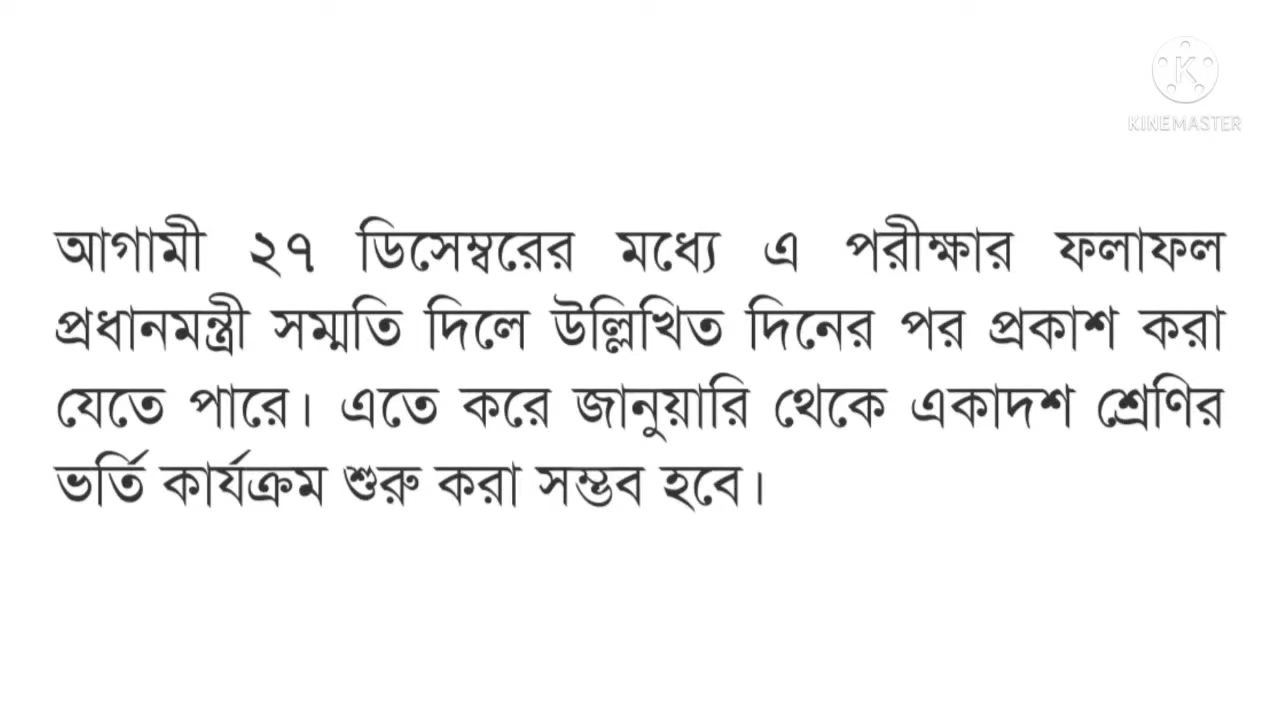 KINEMASTER
আগামী ২৭ ডিসেম্বরের মধ্যে এ পরীক্ষার ফলাফল
প্রধানমন্ত্রী সম্মতি দিলে উল্লিখিত দিনের পর প্রকাশ করা
যেতে পারে। এতে করে জানুয়ারি থেকে একাদশ শ্রেণির
ভর্তি কার্যক্রম শুরু করা সম্ভব হবে।